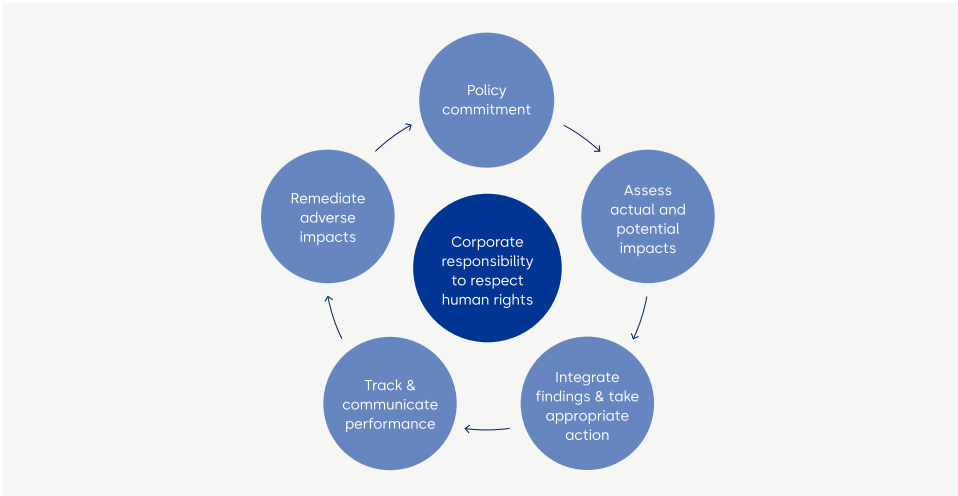 Policy
commitment
Assess
actual and
potential
impacts
Integrate
findings & take
appropriate
action
Track &
communicate
performance
Remediate
adverse
impacts
Corporate
responsibility
to respect
human rights